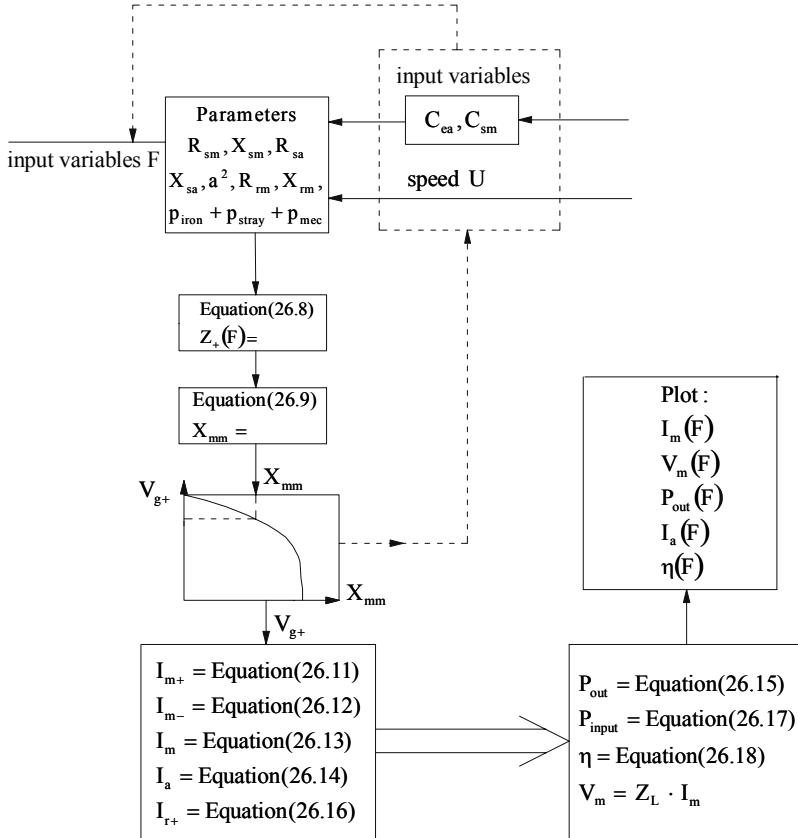 input variables
Parameters
R_sm, X_sm, R_sa
X_sa, a², R_rm, X_rm,
p_iron + p_stray + p_mec
C_ea, C_sm
input variables F
speed U
Equation(26.8)
Z_+(F)=
Equation(26.9)
X_mm =
X_mm
V_g+
X_mm
V_g+
Plot :
I_m(F)
V_m(F)
P_out(F)
I_a(F)
η(F)
I_m+ = Equation(26.11)
I_m− = Equation(26.12)
I_m = Equation(26.13)
I_a = Equation(26.14)
I_r+ = Equation(26.16)
P_out = Equation(26.15)
P_input = Equation(26.17)
η = Equation(26.18)
V_m = Z_L · I_m